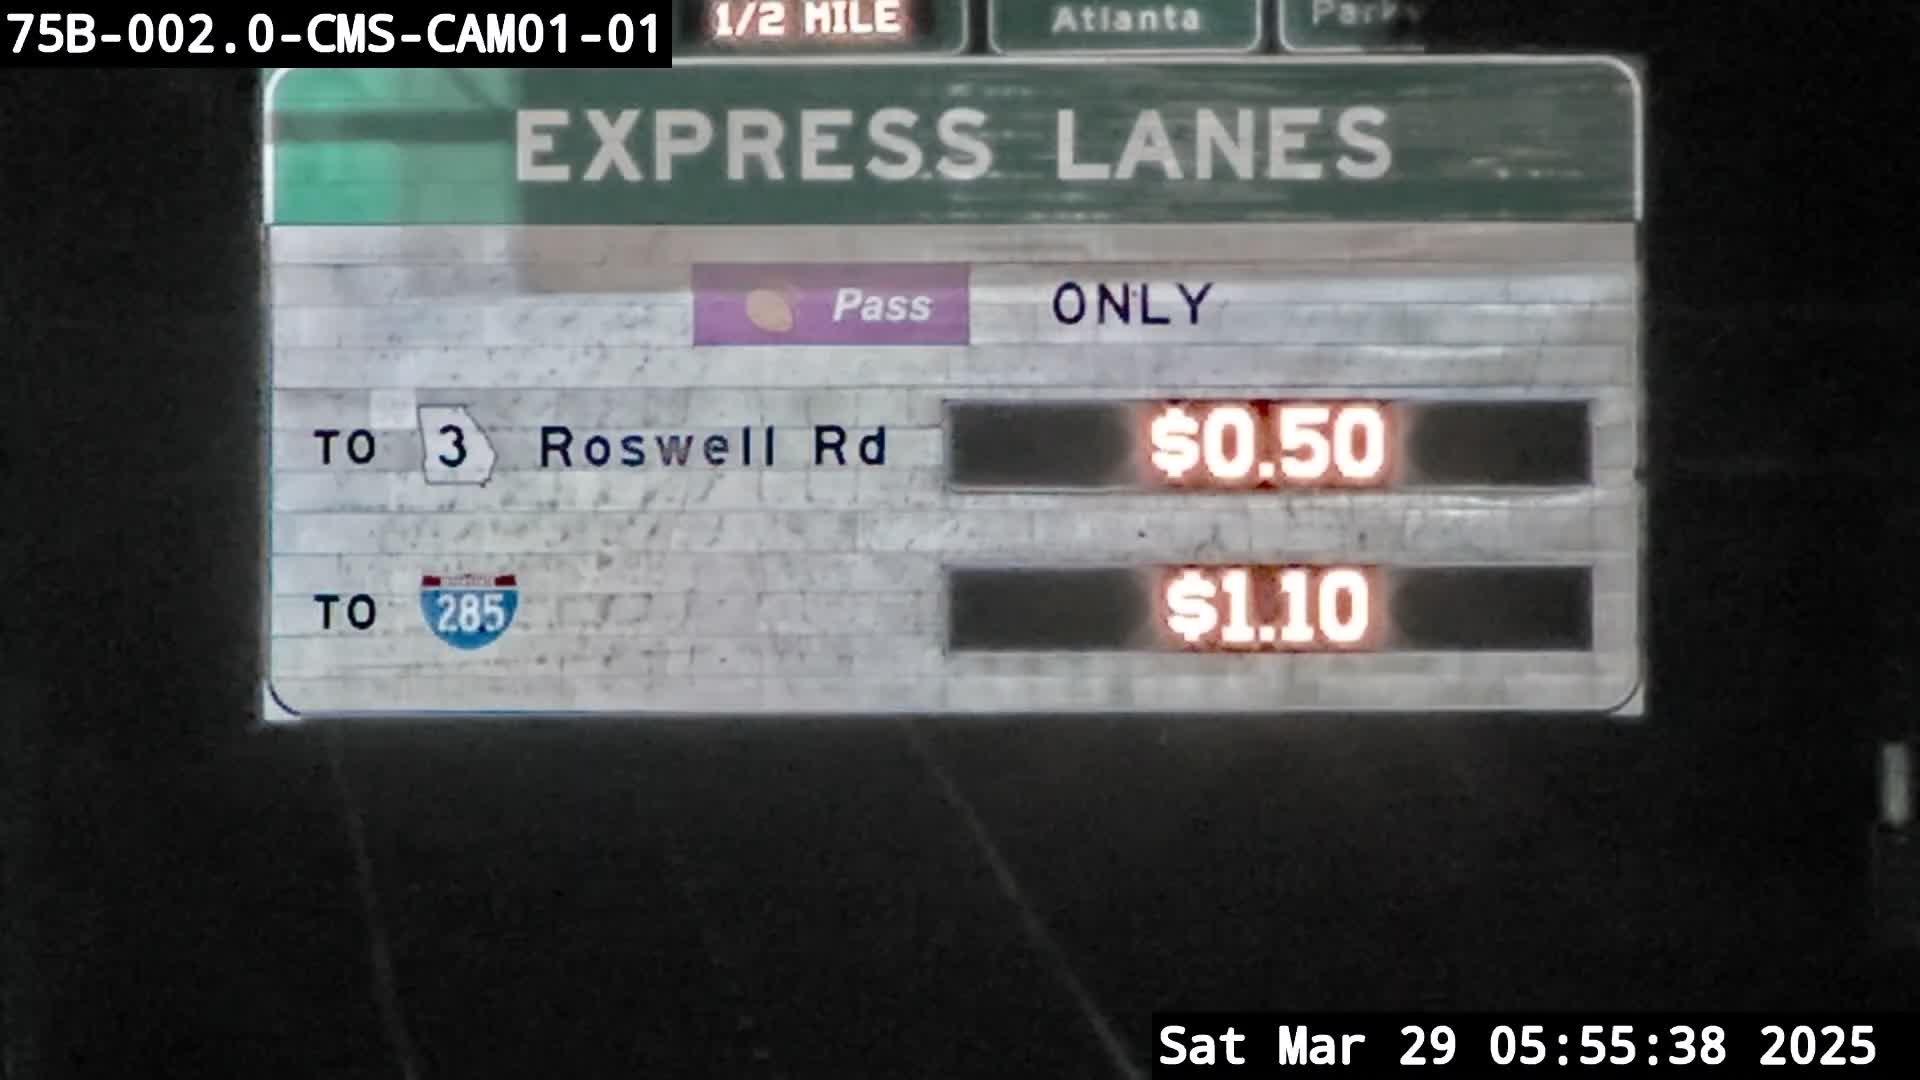 75B-002.0-CMS-CAM01-01
1/2 MILE
Atlanta
EXPRESS LANES
Pass ONLY
TO 3 Roswell Rd $0.50
TO 285 $1.10
Sat Mar 29 05:55:38 2025